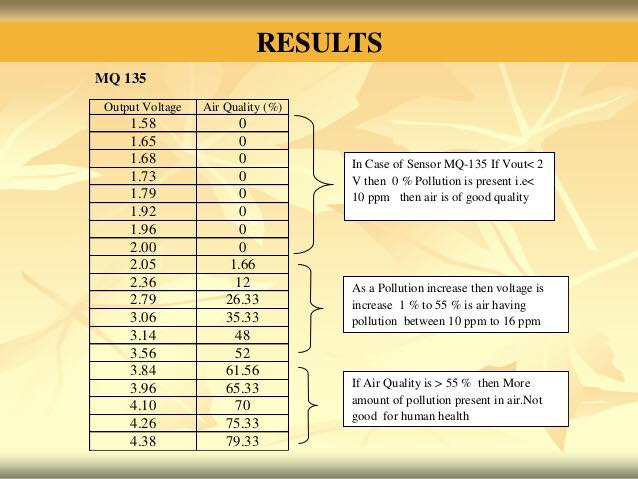 RESULTS
MQ 135
Output Voltage Air Quality (%)
1.58 0
1.65 0
1.68 0
1.73 0
1.79 0
1.92 0
1.96 0
2.00 0
2.05 1.66
2.36 12
2.79 26.33
3.06 35.33
3.14 48
3.56 52
3.84 61.56
3.96 65.33
4.10 70
4.26 75.33
4.38 79.33
In Case of Sensor MQ-135 If Vout< 2
V then 0 % Pollution is present i.e<
10 ppm then air is of good quality
As a Pollution increase then voltage is
increase 1 % to 55 % is air having
pollution between 10 ppm to 16 ppm
If Air Quality is > 55 % then More
amount of pollution present in air.Not
good for human health